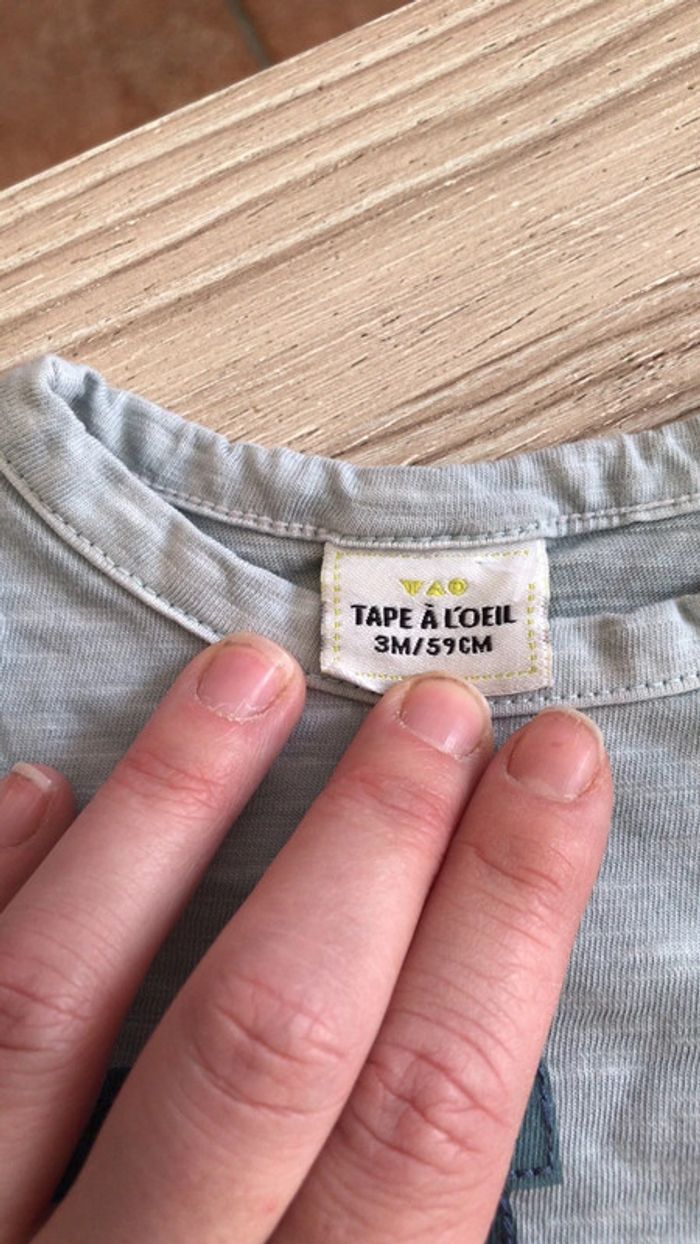 TAO
TAPE À L'OEIL
3M/59CM